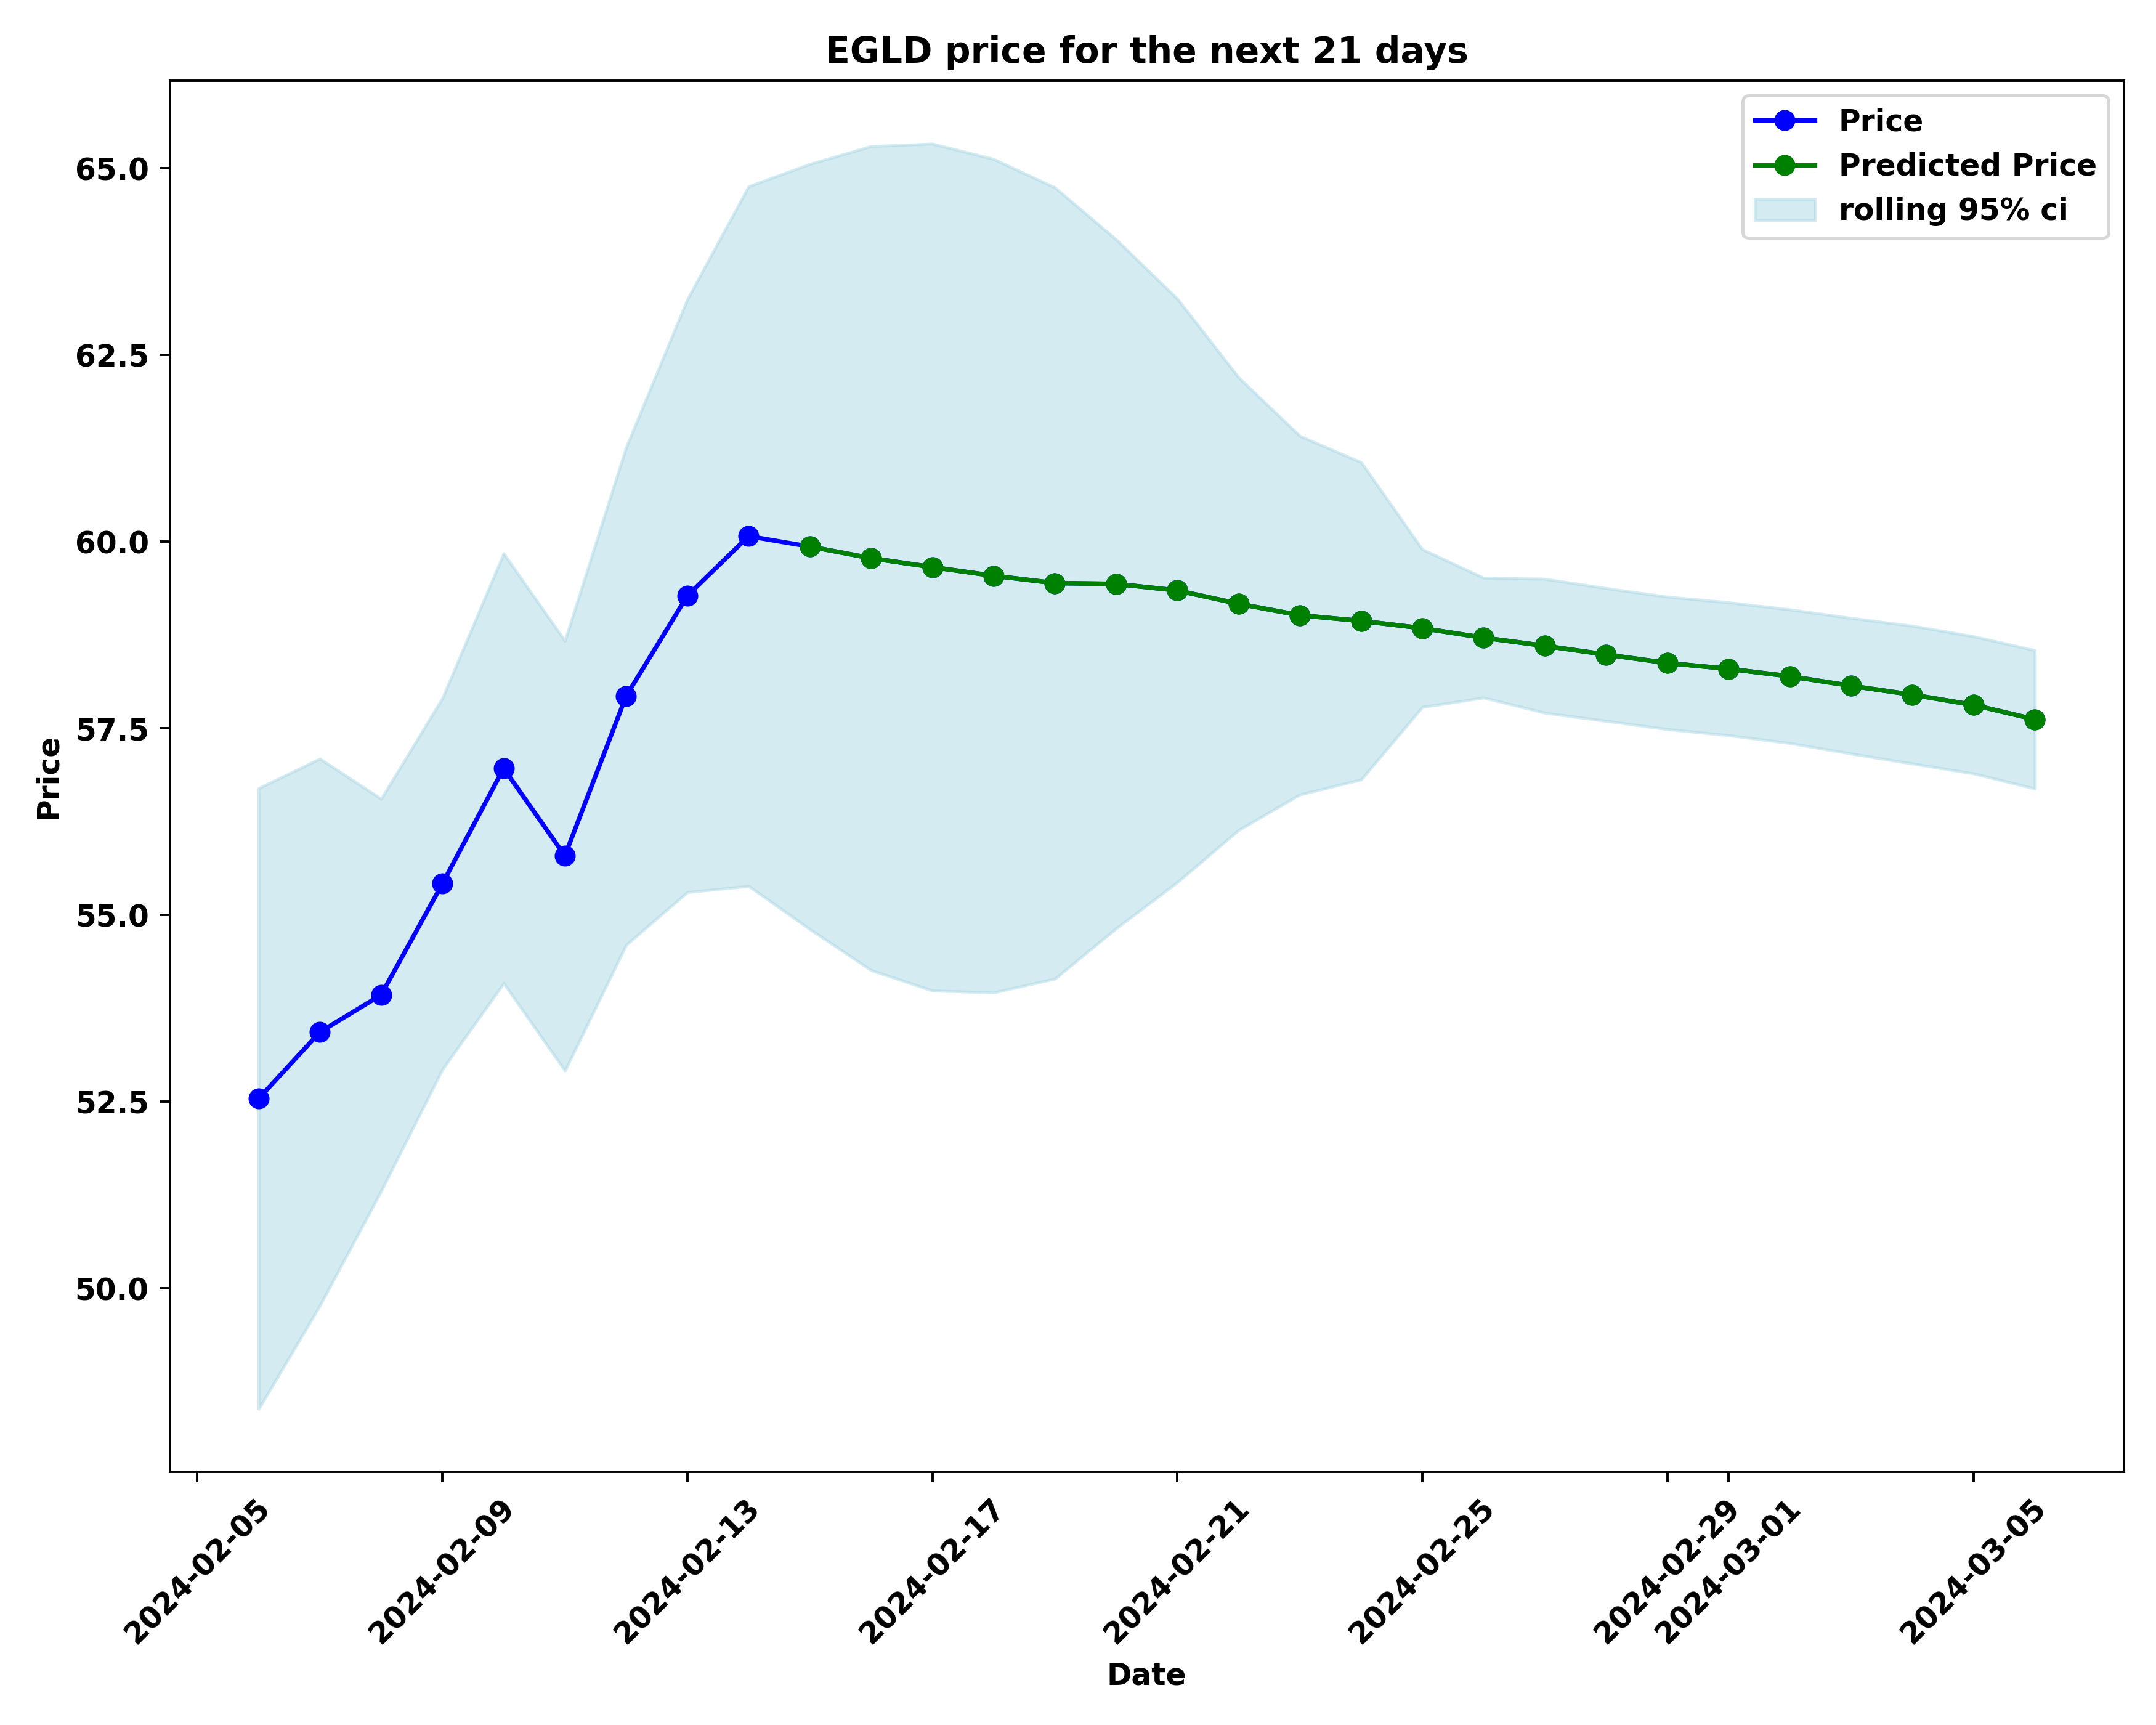 EGLD price for the next 21 days
Price
Predicted Price
rolling 95% ci
65.0
62.5
60.0
57.5
55.0
52.5
50.0
Price
2024-02-05
2024-02-09
2024-02-13
2024-02-17
2024-02-21
2024-02-25
2024-02-29
2024-03-01
2024-03-05
Date